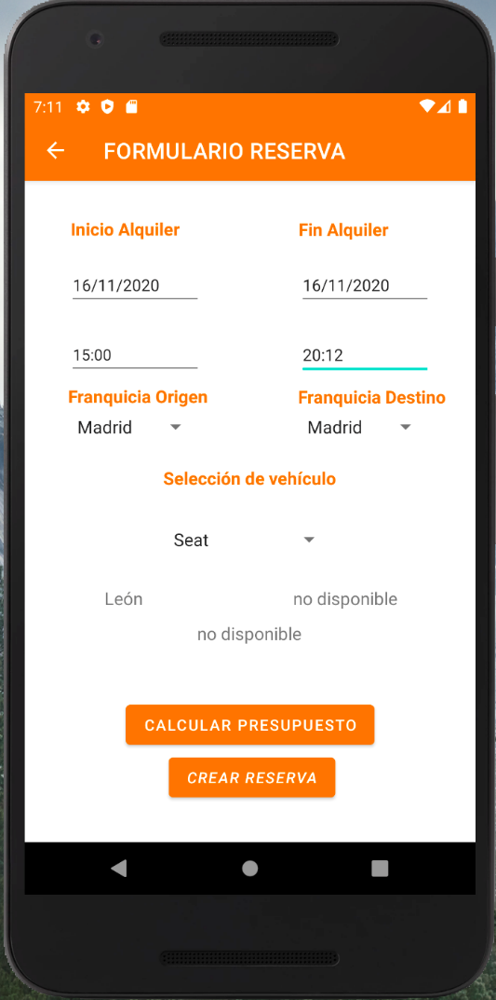 7:11
FORMULARIO RESERVA
Inicio Alquiler Fin Alquiler
16/11/2020 16/11/2020
15:00 20:12
Franquicia Origen Franquicia Destino
Madrid Madrid
Selección de vehículo
Seat
León no disponible
no disponible
CALCULAR PRESUPUESTO
CREAR RESERVA